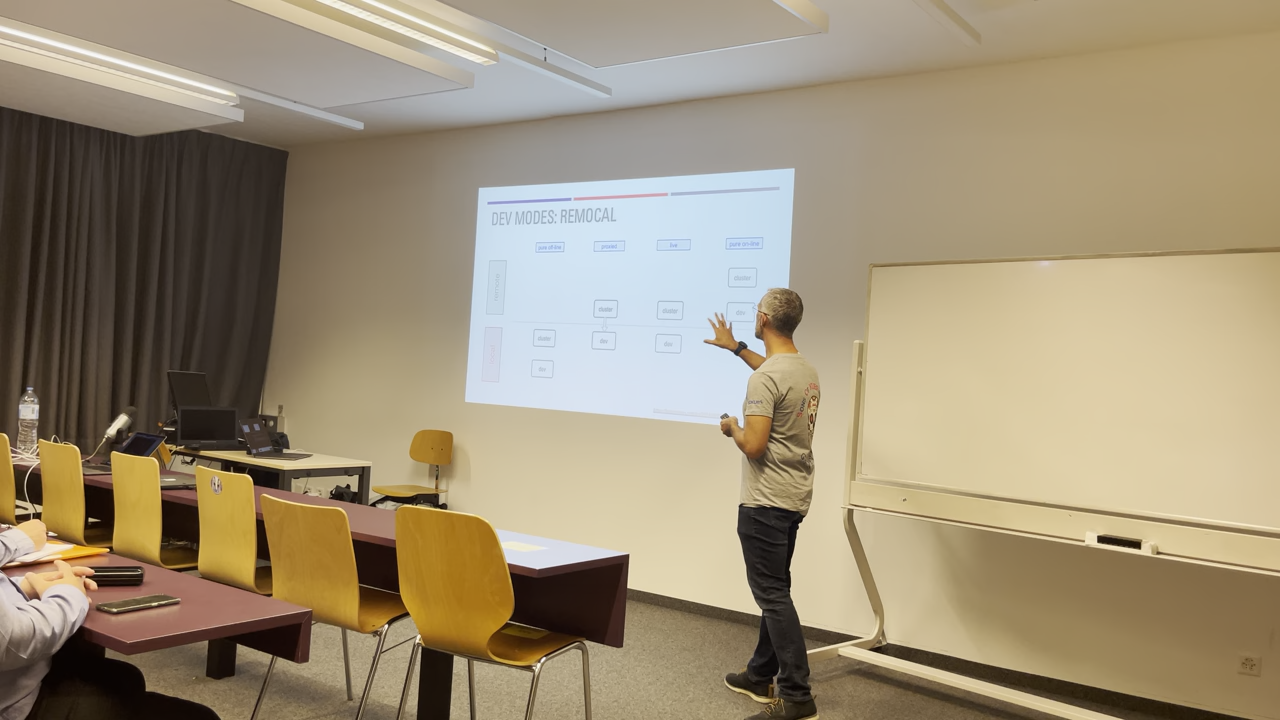 DEV MODES: REMOCAL
pure off-line
proxied
live
pure on-line
cluster
cluster
cluster
dev
cluster
dev
dev
dev